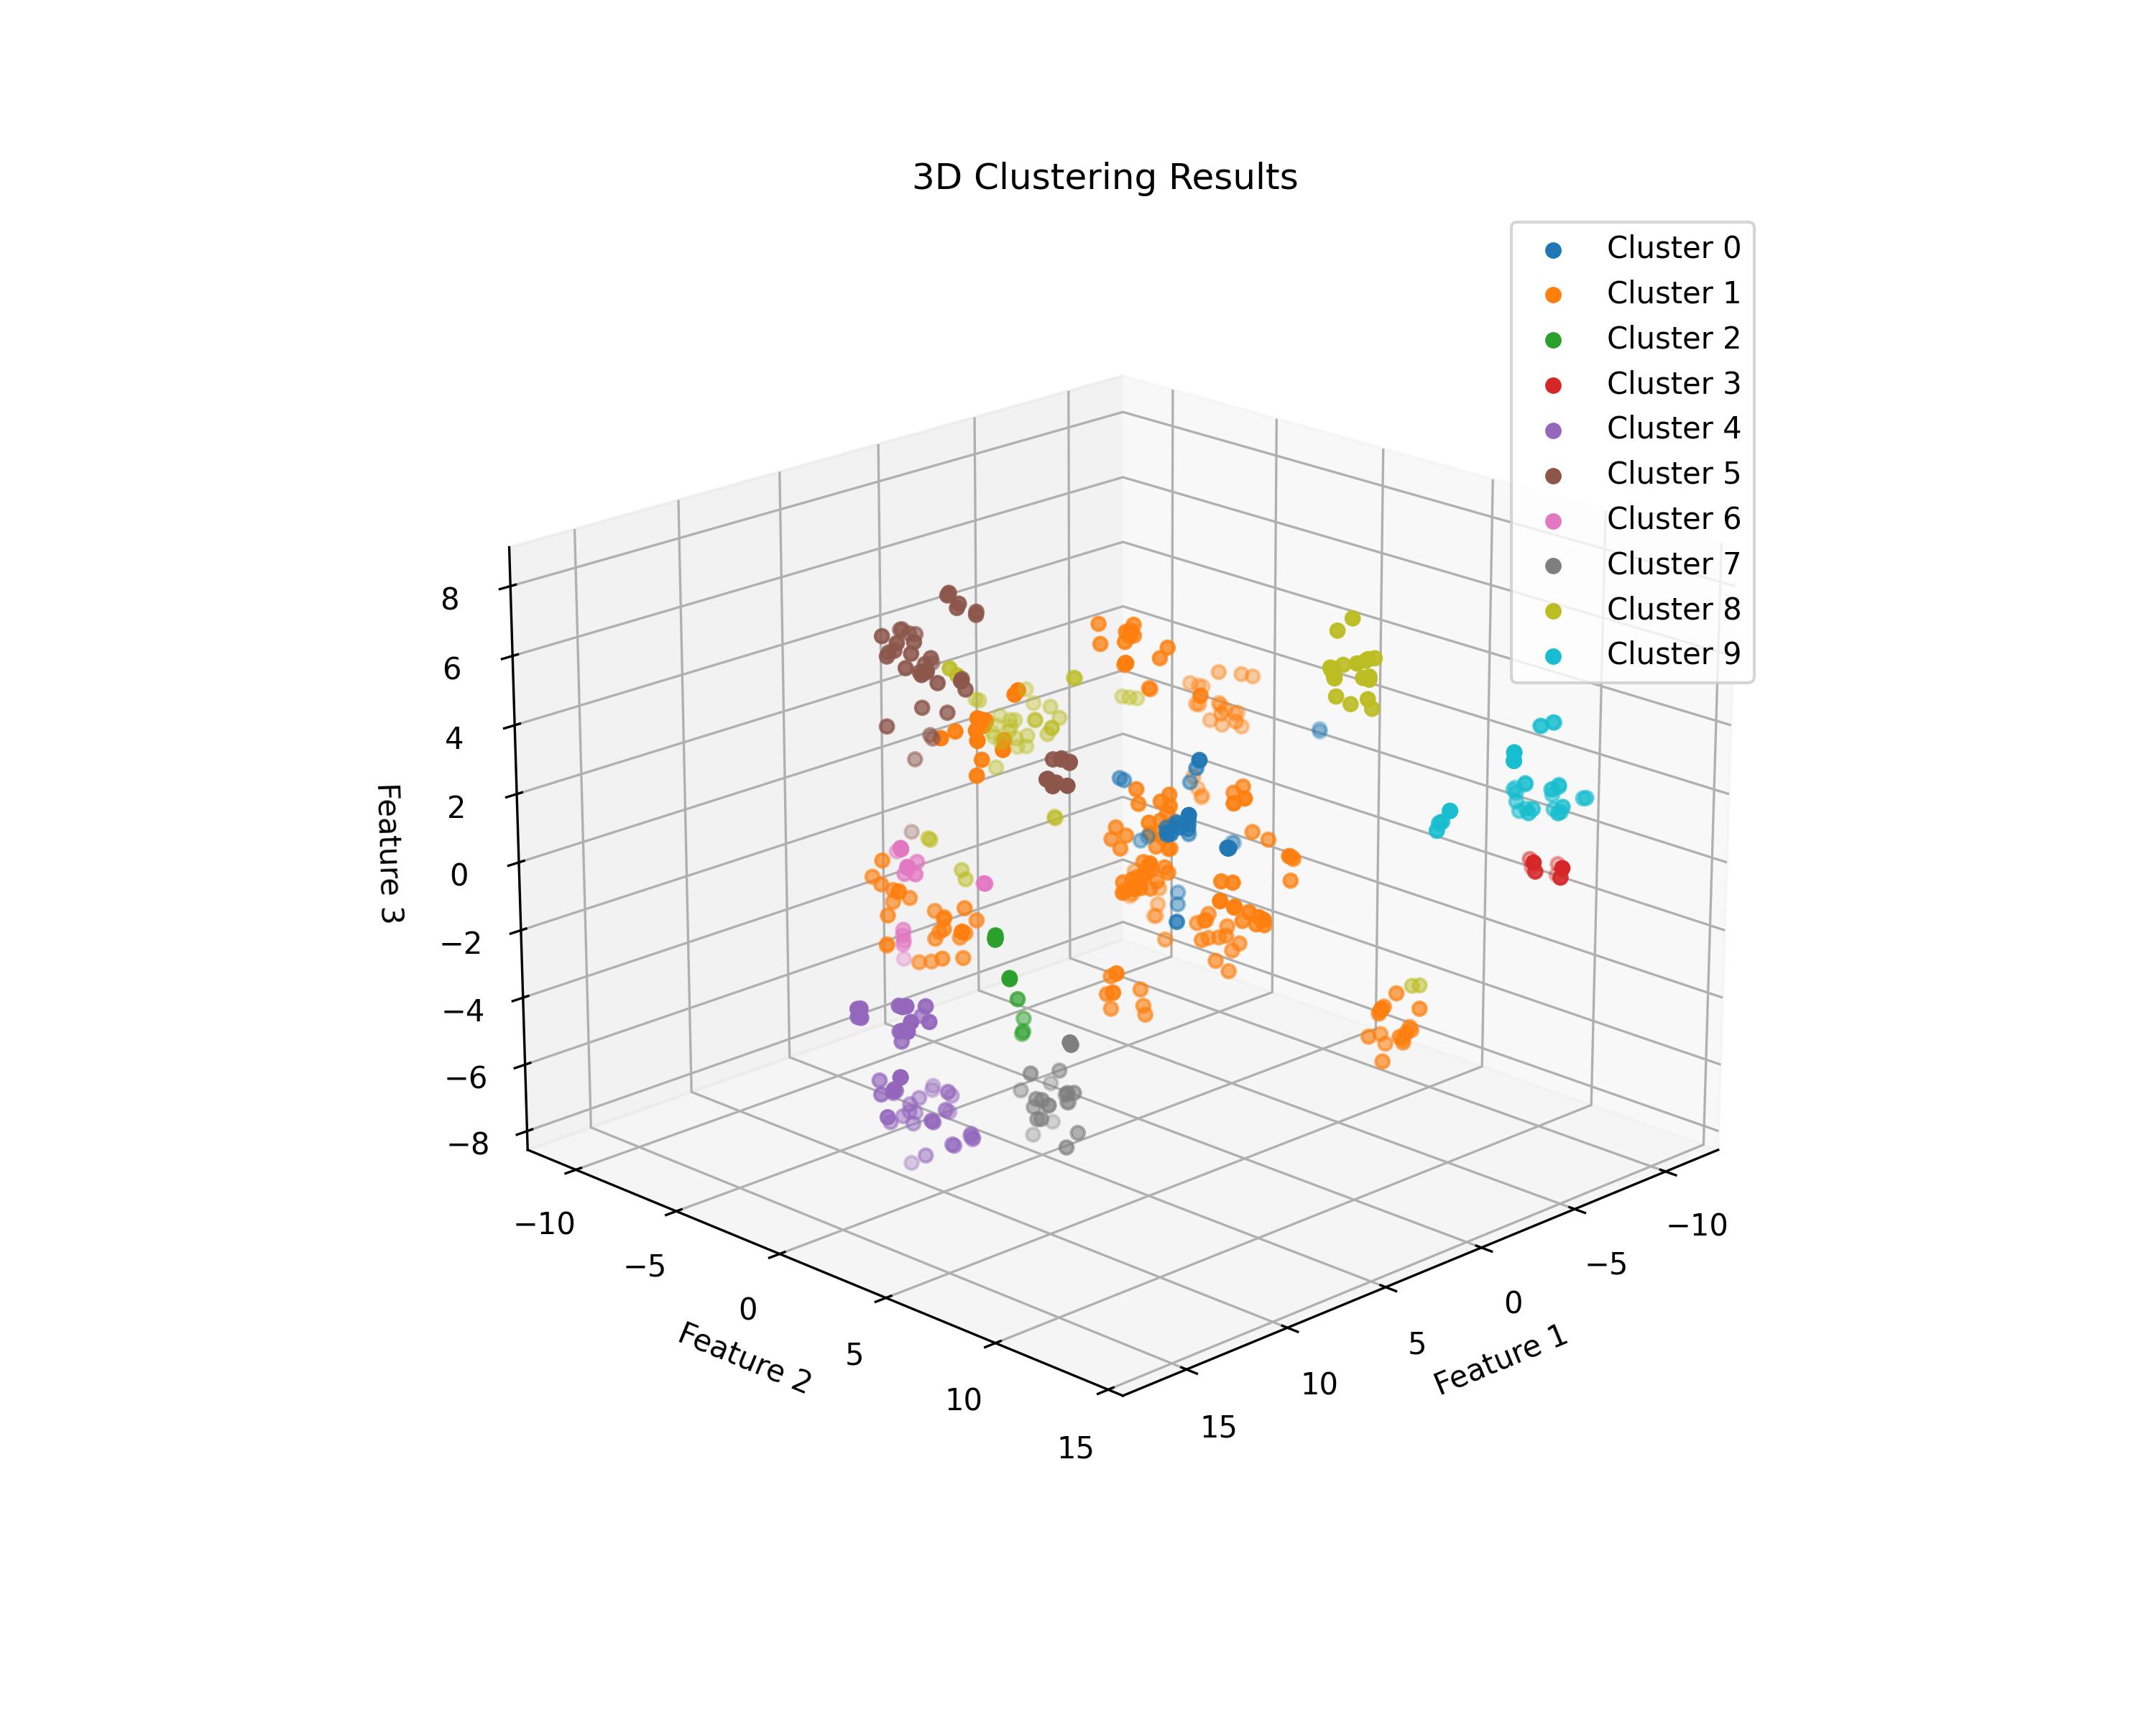 3D Clustering Results
Cluster 0
Cluster 1
Cluster 2
Cluster 3
Cluster 4
Cluster 5
Cluster 6
Cluster 7
Cluster 8
Cluster 9
8
6
4
2
0
−2
−4
−6
−8
Feature 3
−10
−5
0
5
10
15
Feature 2
−10
−5
0
5
10
15
Feature 1